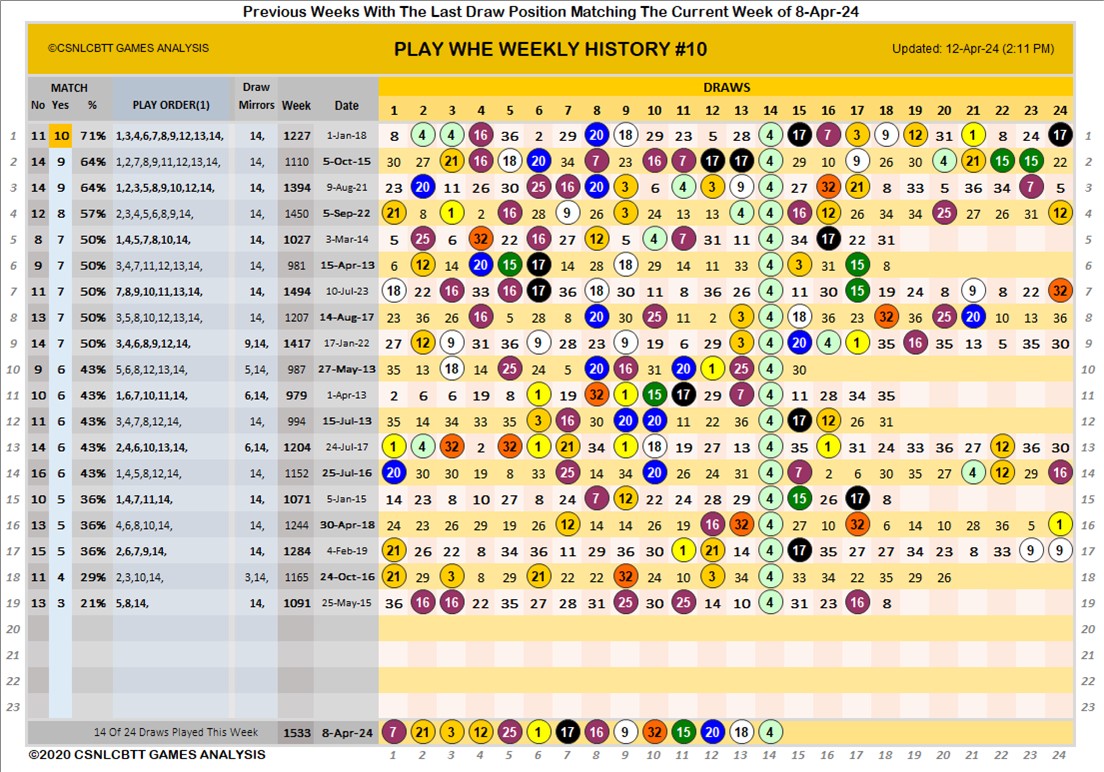 Previous Weeks With The Last Draw Position Matching The Current Week of 8-Apr-24
©CSNLCBTT GAMES ANALYSIS PLAY WHE WEEKLY HISTORY #10 Updated: 12-Apr-24 (2:11 PM)
MATCH Draw DRAWS
No Yes % PLAY ORDER(1) Mirrors Week Date 1 2 3 4 5 6 7 8 9 10 11 12 13 14 15 16 17 18 19 20 21 22 23 24
1 11 10 71% 1,3,4,6,7,8,9,12,13,14, 14, 1227 1-Jan-18 8 4 4 16 36 2 29 20 18 29 23 5 28 4 17 7 3 9 12 31 1 8 24 17 1
2 14 9 64% 1,2,7,8,9,11,12,13,14, 14, 1110 5-Oct-15 30 27 21 16 18 20 34 7 23 16 7 17 17 4 29 10 9 26 30 4 21 15 15 22 2
3 14 9 64% 1,2,3,5,8,9,10,12,14, 14, 1394 9-Aug-21 23 20 11 26 30 25 16 20 3 6 4 3 9 4 27 32 21 8 33 5 36 34 7 5 3
4 12 8 57% 2,3,4,5,6,8,9,14, 14, 1450 5-Sep-22 21 8 1 2 16 28 9 26 3 24 13 13 4 4 16 12 26 34 34 25 27 26 31 12 4
5 8 7 50% 1,4,5,7,8,10,14, 14, 1027 3-Mar-14 5 25 6 32 22 16 27 12 5 4 7 31 11 4 34 17 22 31 5
6 9 7 50% 3,4,7,11,12,13,14, 14, 981 15-Apr-13 6 12 14 20 15 17 14 28 18 29 14 11 33 4 3 31 15 8 6
7 11 7 50% 7,8,9,10,11,13,14, 14, 1494 10-Jul-23 18 22 16 33 16 17 36 18 30 11 8 36 26 4 11 30 15 19 24 8 9 8 22 32 7
8 13 7 50% 3,5,8,10,12,13,14, 14, 1207 14-Aug-17 23 36 26 16 5 28 8 20 30 25 11 2 3 4 18 36 23 32 36 25 20 10 13 36 8
9 14 7 50% 3,4,6,8,9,12,14, 9,14, 1417 17-Jan-22 27 12 9 31 36 9 28 23 9 19 6 29 3 4 20 4 1 35 16 35 13 5 35 30 9
10 9 6 43% 5,6,8,12,13,14, 5,14, 987 27-May-13 35 13 18 14 25 24 5 20 16 31 20 1 25 4 30 10
11 10 6 43% 1,6,7,10,11,14, 6,14, 979 1-Apr-13 2 6 6 19 8 1 19 32 1 15 17 29 7 4 11 28 34 35 11
12 11 6 43% 3,4,7,8,12,14, 14, 994 15-Jul-13 35 14 34 33 35 3 16 30 20 20 11 22 36 4 17 12 26 31 12
13 14 6 43% 2,4,6,10,13,14, 6,14, 1204 24-Jul-17 1 4 32 2 32 1 21 34 1 18 19 27 13 4 35 1 31 24 33 36 27 12 36 30 13
14 16 6 43% 1,4,5,8,12,14, 14, 1152 25-Jul-16 20 30 30 19 8 33 25 14 34 20 26 24 31 4 7 2 6 30 35 27 4 12 29 16 14
15 10 5 36% 1,4,7,11,14, 14, 1071 5-Jan-15 14 23 8 10 27 8 24 7 12 22 24 28 29 4 15 26 17 8 15
16 13 5 36% 4,6,8,10,14, 14, 1244 30-Apr-18 24 23 26 29 19 26 12 14 14 26 19 16 32 4 27 10 32 6 14 10 28 36 5 1 16
17 15 5 36% 2,6,7,9,14, 14, 1284 4-Feb-19 21 26 22 8 34 36 11 29 36 30 1 21 14 4 17 35 27 27 34 23 8 33 9 9 17
18 11 4 29% 2,3,10,14, 3,14, 1165 24-Oct-16 21 29 3 8 29 21 22 22 32 24 10 3 34 4 33 34 22 35 29 26 18
19 13 3 21% 5,8,14, 14, 1091 25-May-15 36 16 16 22 35 27 28 31 25 30 25 14 10 4 31 23 16 8 19
20 20
21 21
22 22
23 23
14 Of 24 Draws Played This Week 1533 8-Apr-24 7 21 3 12 25 1 17 16 9 32 15 20 18 4
©2020 CSNLCBTT GAMES ANALYSIS 1 2 3 4 5 6 7 8 9 10 11 12 13 14 15 16 17 18 19 20 21 22 23 24